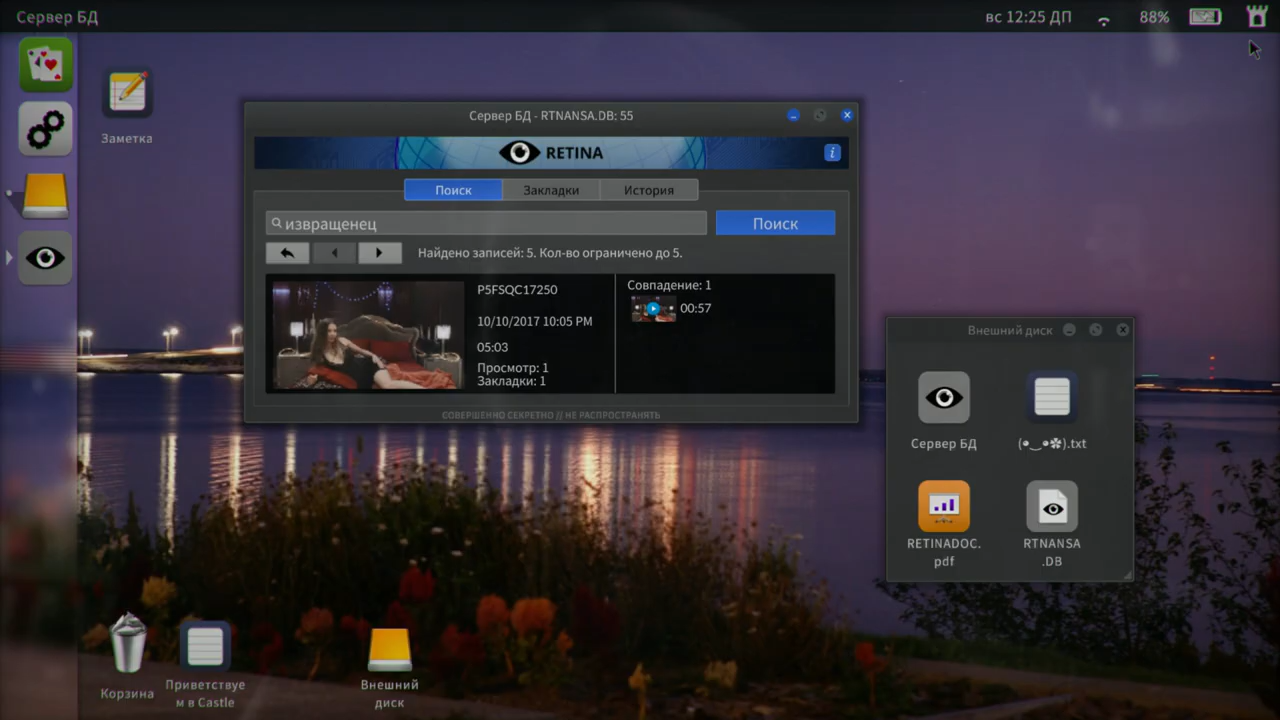 Сервер БД
вс 12:25 ДП
88%
Заметка
Сервер БД - RTNANSA.DB: 55
RETINA
i
Поиск
Закладки
История
извращенец
Поиск
Найдено записей: 5. Кол-во ограничено до 5.
P5FSQC17250
10/10/2017 10:05 PM
05:03
Просмотр: 1
Закладки: 1
Совпадение: 1
00:57
СОВЕРШЕННО СЕКРЕТНО // НЕ РАСПРОСТРАНЯТЬ
Внешний диск
Сервер БД
(•‿•✿).txt
RETINADOC.
pdf
RTNANSA
.DB
Корзина
Приветствуе
м в Castle
Внешний
диск